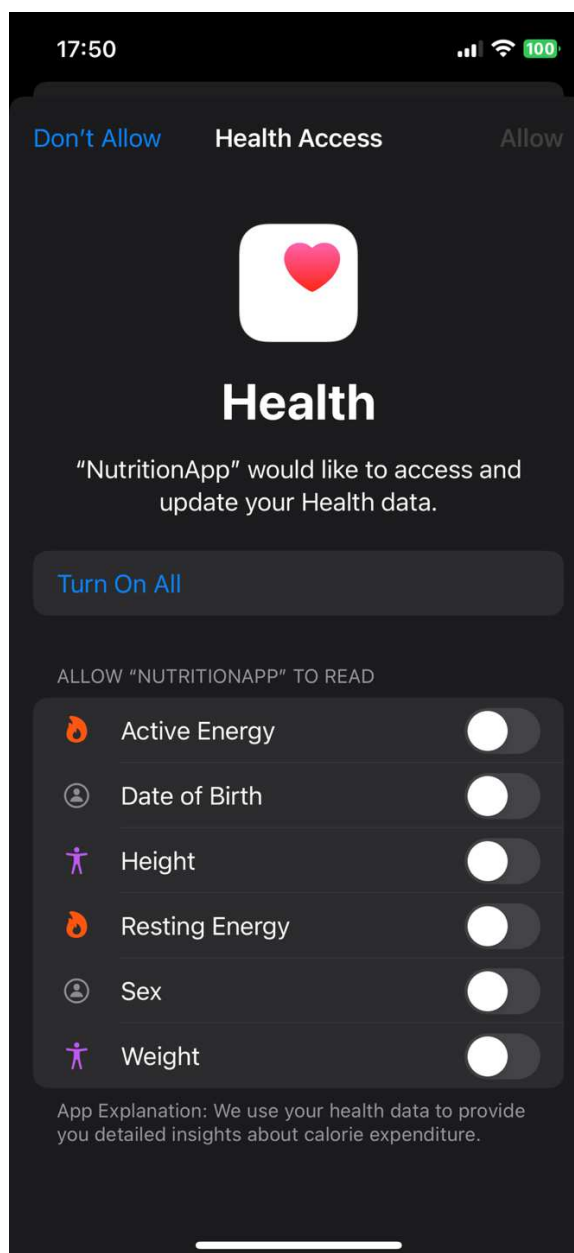 17:50
100
Don't Allow
Health Access
Allow
Health
“NutritionApp” would like to access and
update your Health data.
Turn On All
ALLOW “NUTRITIONAPP” TO READ
Active Energy
Date of Birth
Height
Resting Energy
Sex
Weight
App Explanation: We use your health data to provide
you detailed insights about calorie expenditure.